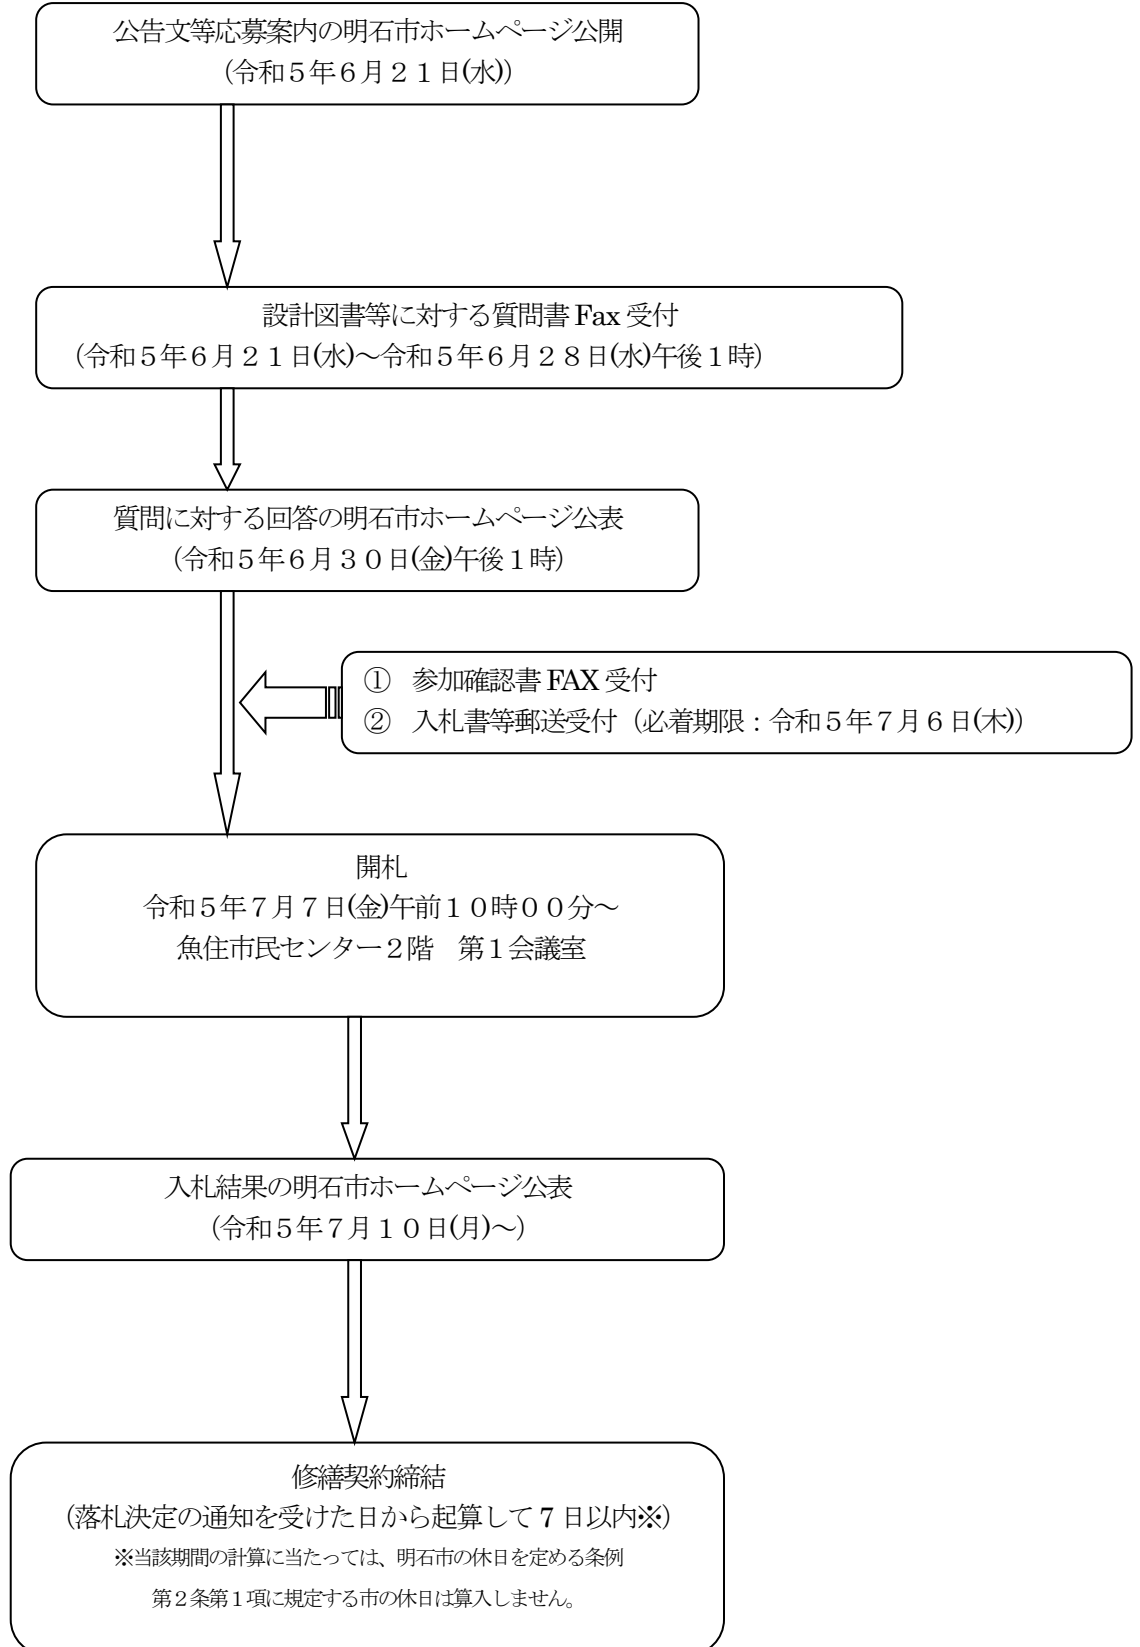 公告文等応募案内の明石市ホームページ公開
（令和５年６月２１日(水)）
設計図書等に対する質問書 Fax 受付
（令和５年６月２１日(水)～令和５年６月２８日(水)午後１時）
質問に対する回答の明石市ホームページ公表
（令和５年６月３０日(金)午後１時）
① 参加確認書 FAX 受付
② 入札書等郵送受付（必着期限：令和５年７月６日(木)）
開札
令和５年７月７日(金)午前１０時００分～
魚住市民センター２階　第１会議室
入札結果の明石市ホームページ公表
（令和５年７月１０日(月)～）
修繕契約締結
（落札決定の通知を受けた日から起算して 7 日以内※）
※当該期間の計算に当たっては、明石市の休日を定める条例
第２条第１項に規定する市の休日は算入しません。